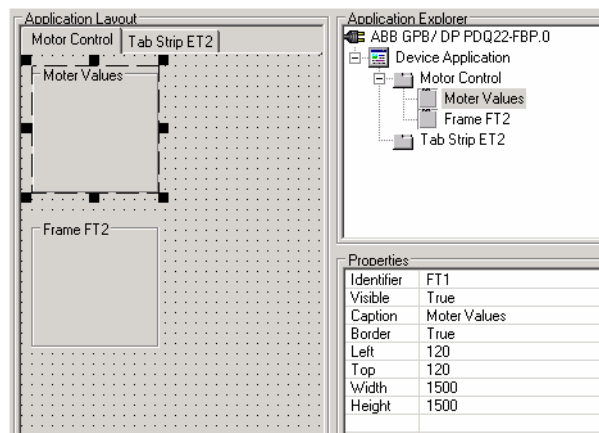 Application Layout
Motor Control
Tab Strip ET2
Moter Values
Frame FT2
Application Explorer
ABB GPB/ DP PDQ22-FBP.0
Device Application
Motor Control
Moter Values
Frame FT2
Tab Strip ET2
Properties
Identifier FT1
Visible True
Caption Moter Values
Border True
Left 120
Top 120
Width 1500
Height 1500